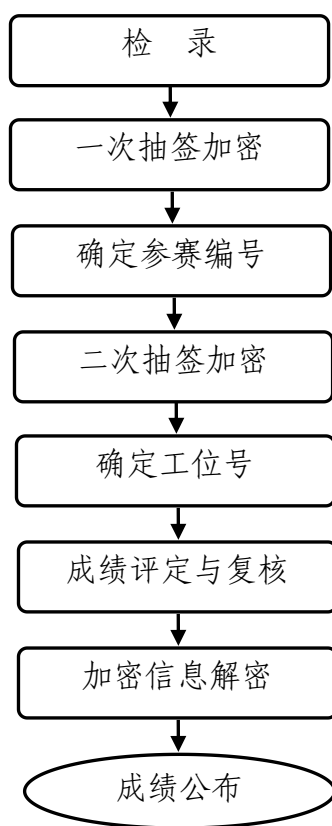 检 录
一次抽签加密
确定参赛编号
二次抽签加密
确定工位号
成绩评定与复核
加密信息解密
成绩公布